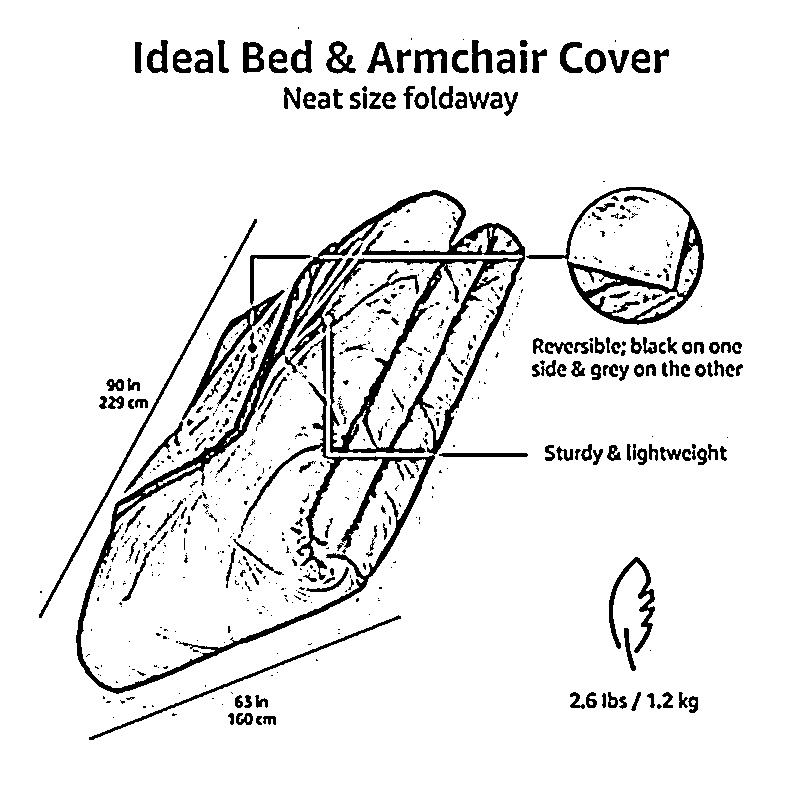 Ideal Bed & Armchair Cover
Neat size foldaway
Reversible; black on one
side & grey on the other
90 in
229 cm
Sturdy & lightweight
63 in
160 cm
2.6 lbs / 1.2 kg